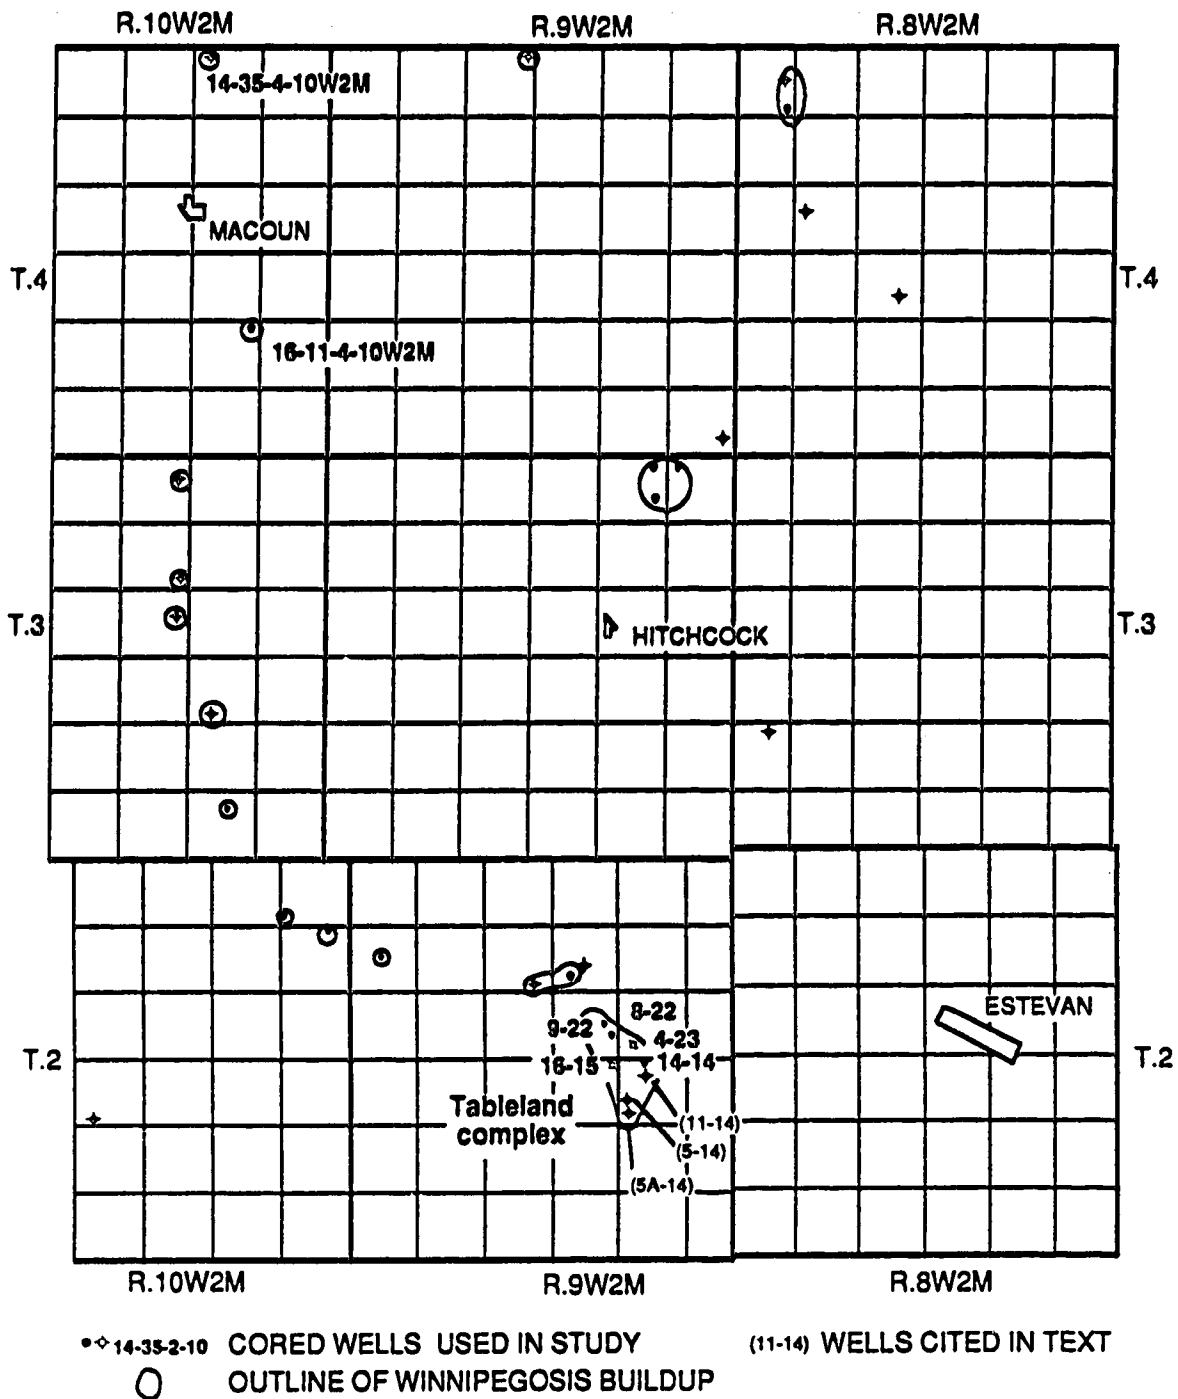 R.10W2M R.9W2M R.8W2M
14-35-4-10W2M
MACOUN
T.4 T.4
16-11-4-10W2M
T.3 HITCHCOCK T.3
ESTEVAN
8-22
9-22 4-23
T.2 16-15 14-14 T.2
Tableland
complex
(11-14)
(5-14)
(5A-14)
R.10W2M R.9W2M R.8W2M
14-35-2-10 CORED WELLS USED IN STUDY (11-14) WELLS CITED IN TEXT
OUTLINE OF WINNIPEGOSIS BUILDUP